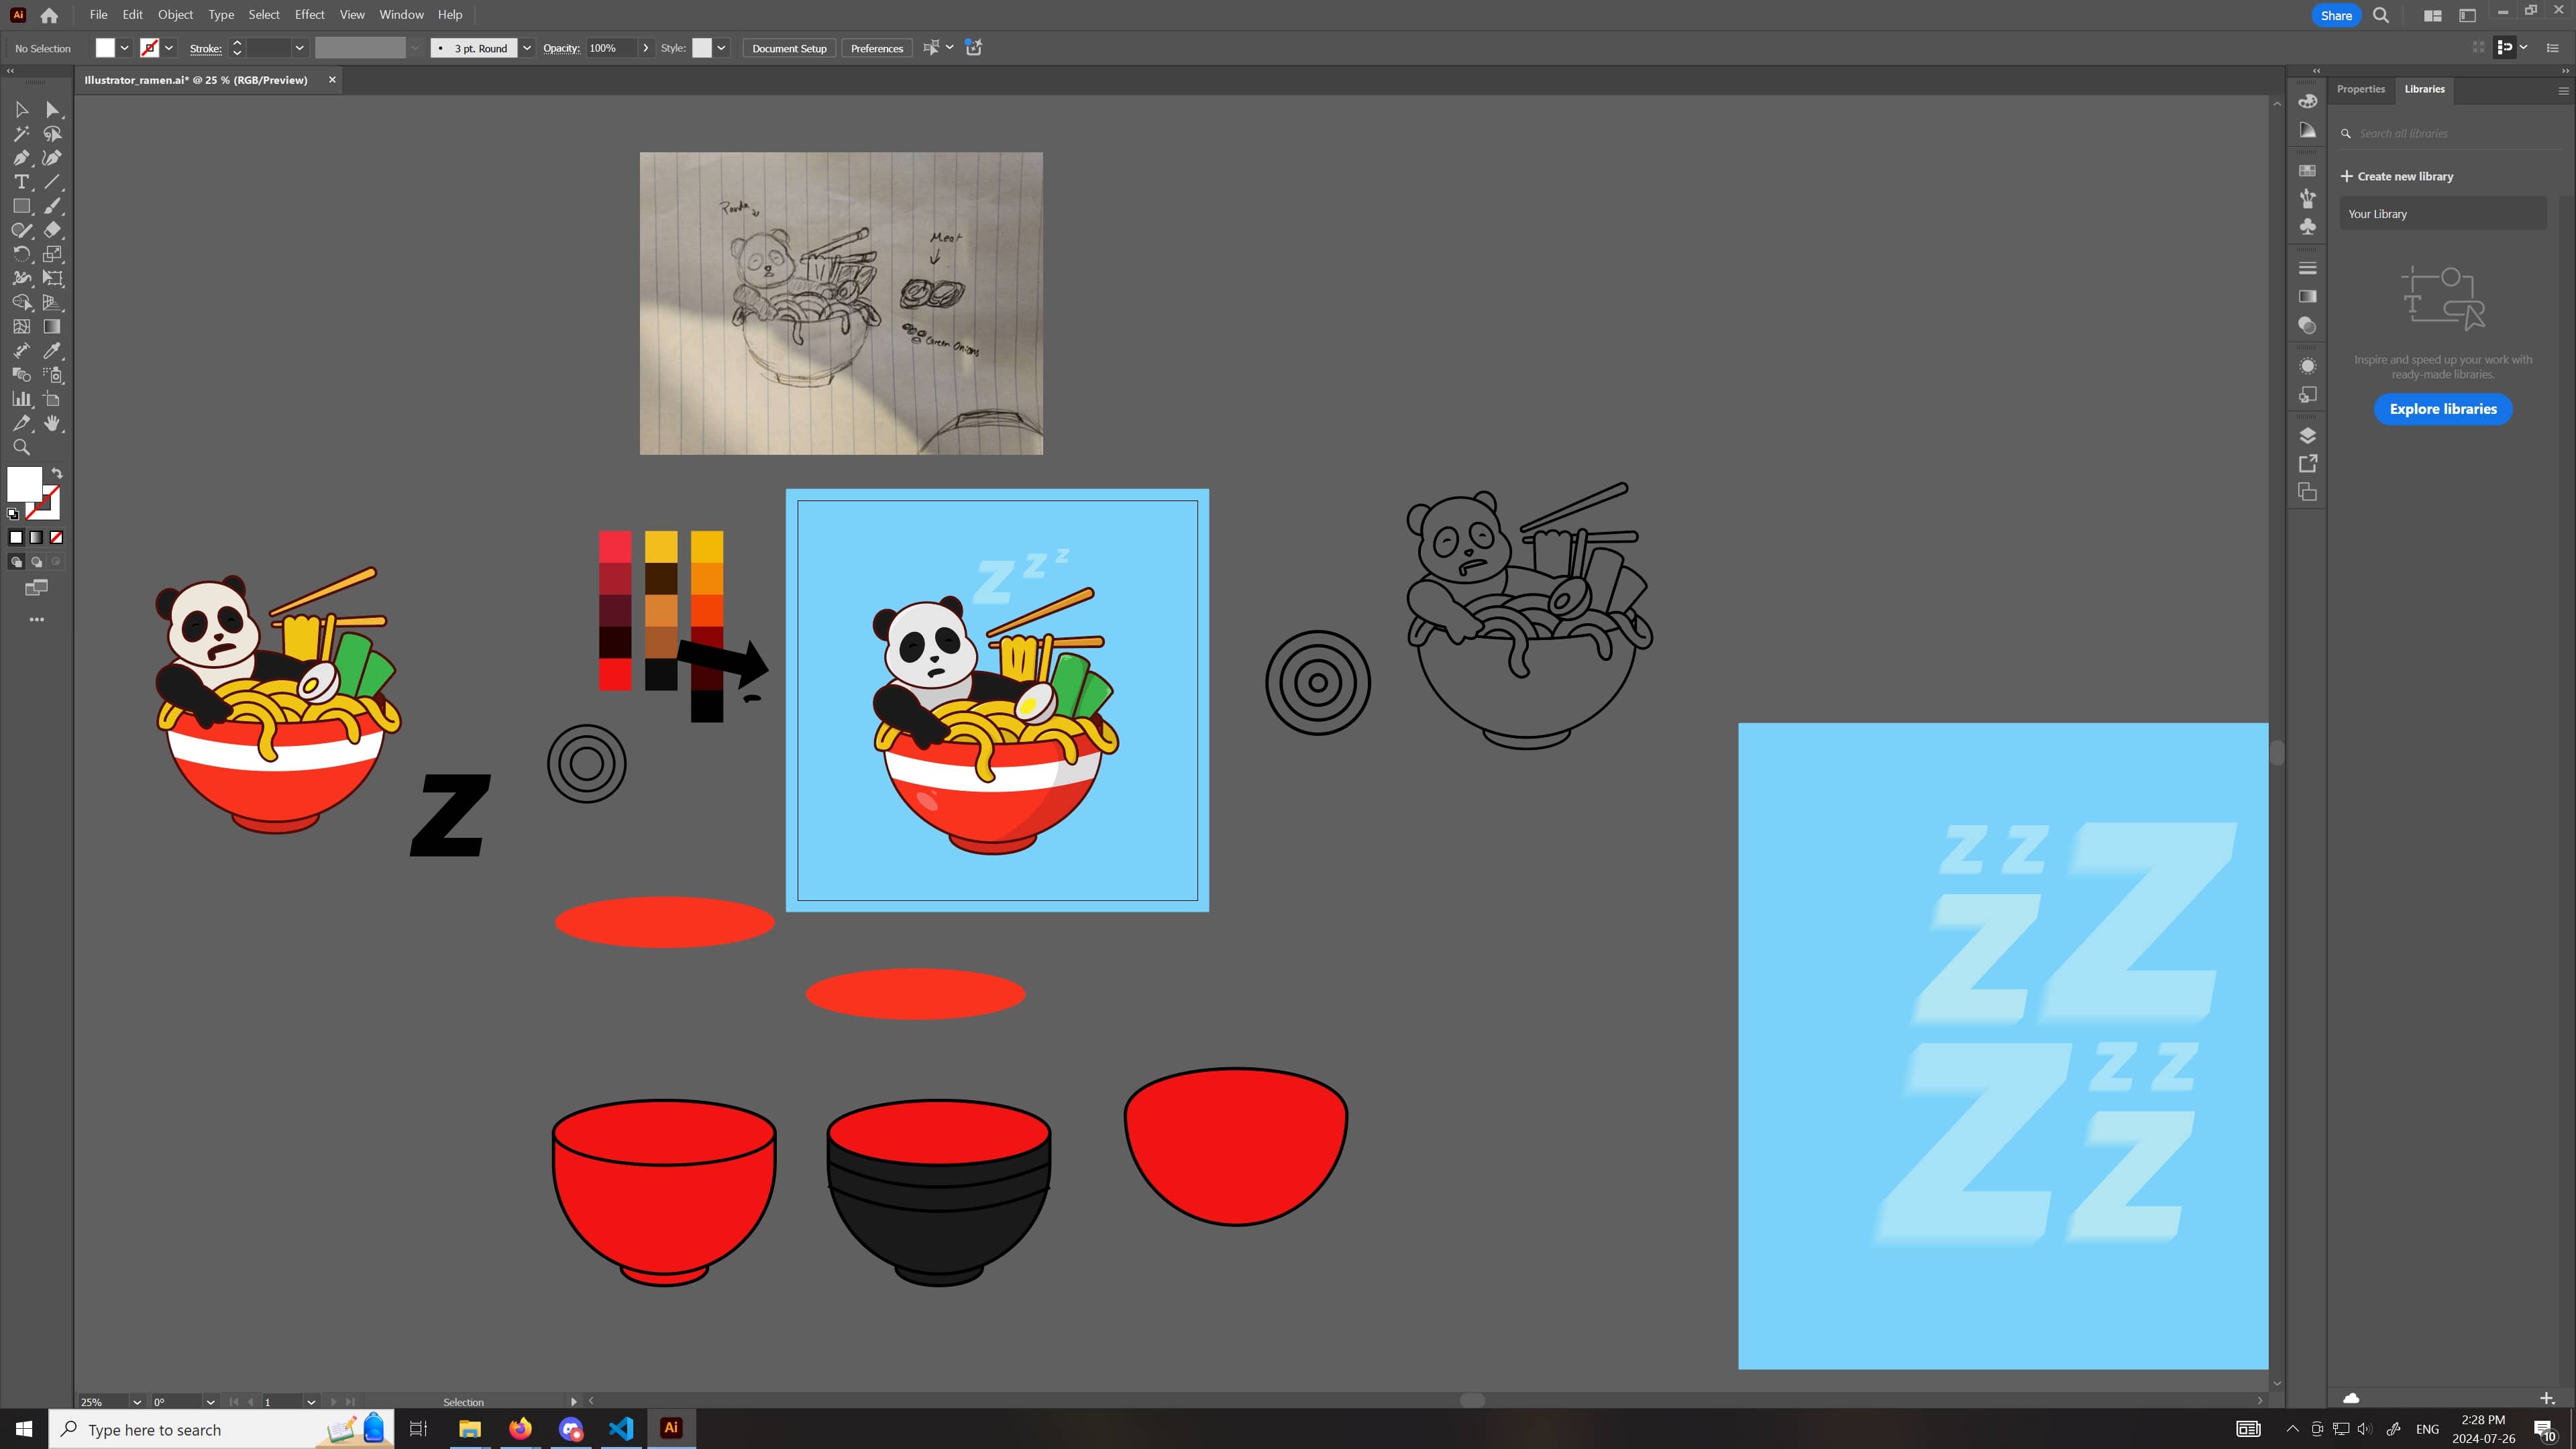 Ai File Edit Object Type Select Effect View Window Help Share
No Selection Stroke: 3 pt. Round Opacity: 100% Style: Document Setup Preferences
Illustrator_ramen.ai* @ 25 % (RGB/Preview)
Properties Libraries
Search all libraries
Create new library
Your Library
Inspire and speed up your work with
ready-made libraries.
Explore libraries
Panda
Meat
Green Onions
Z z z
Z
z z Z
Z
Z z z
Z
25% 0° 1 Selection
Type here to search
Ai
ENG
2:28 PM
2024-07-26
10